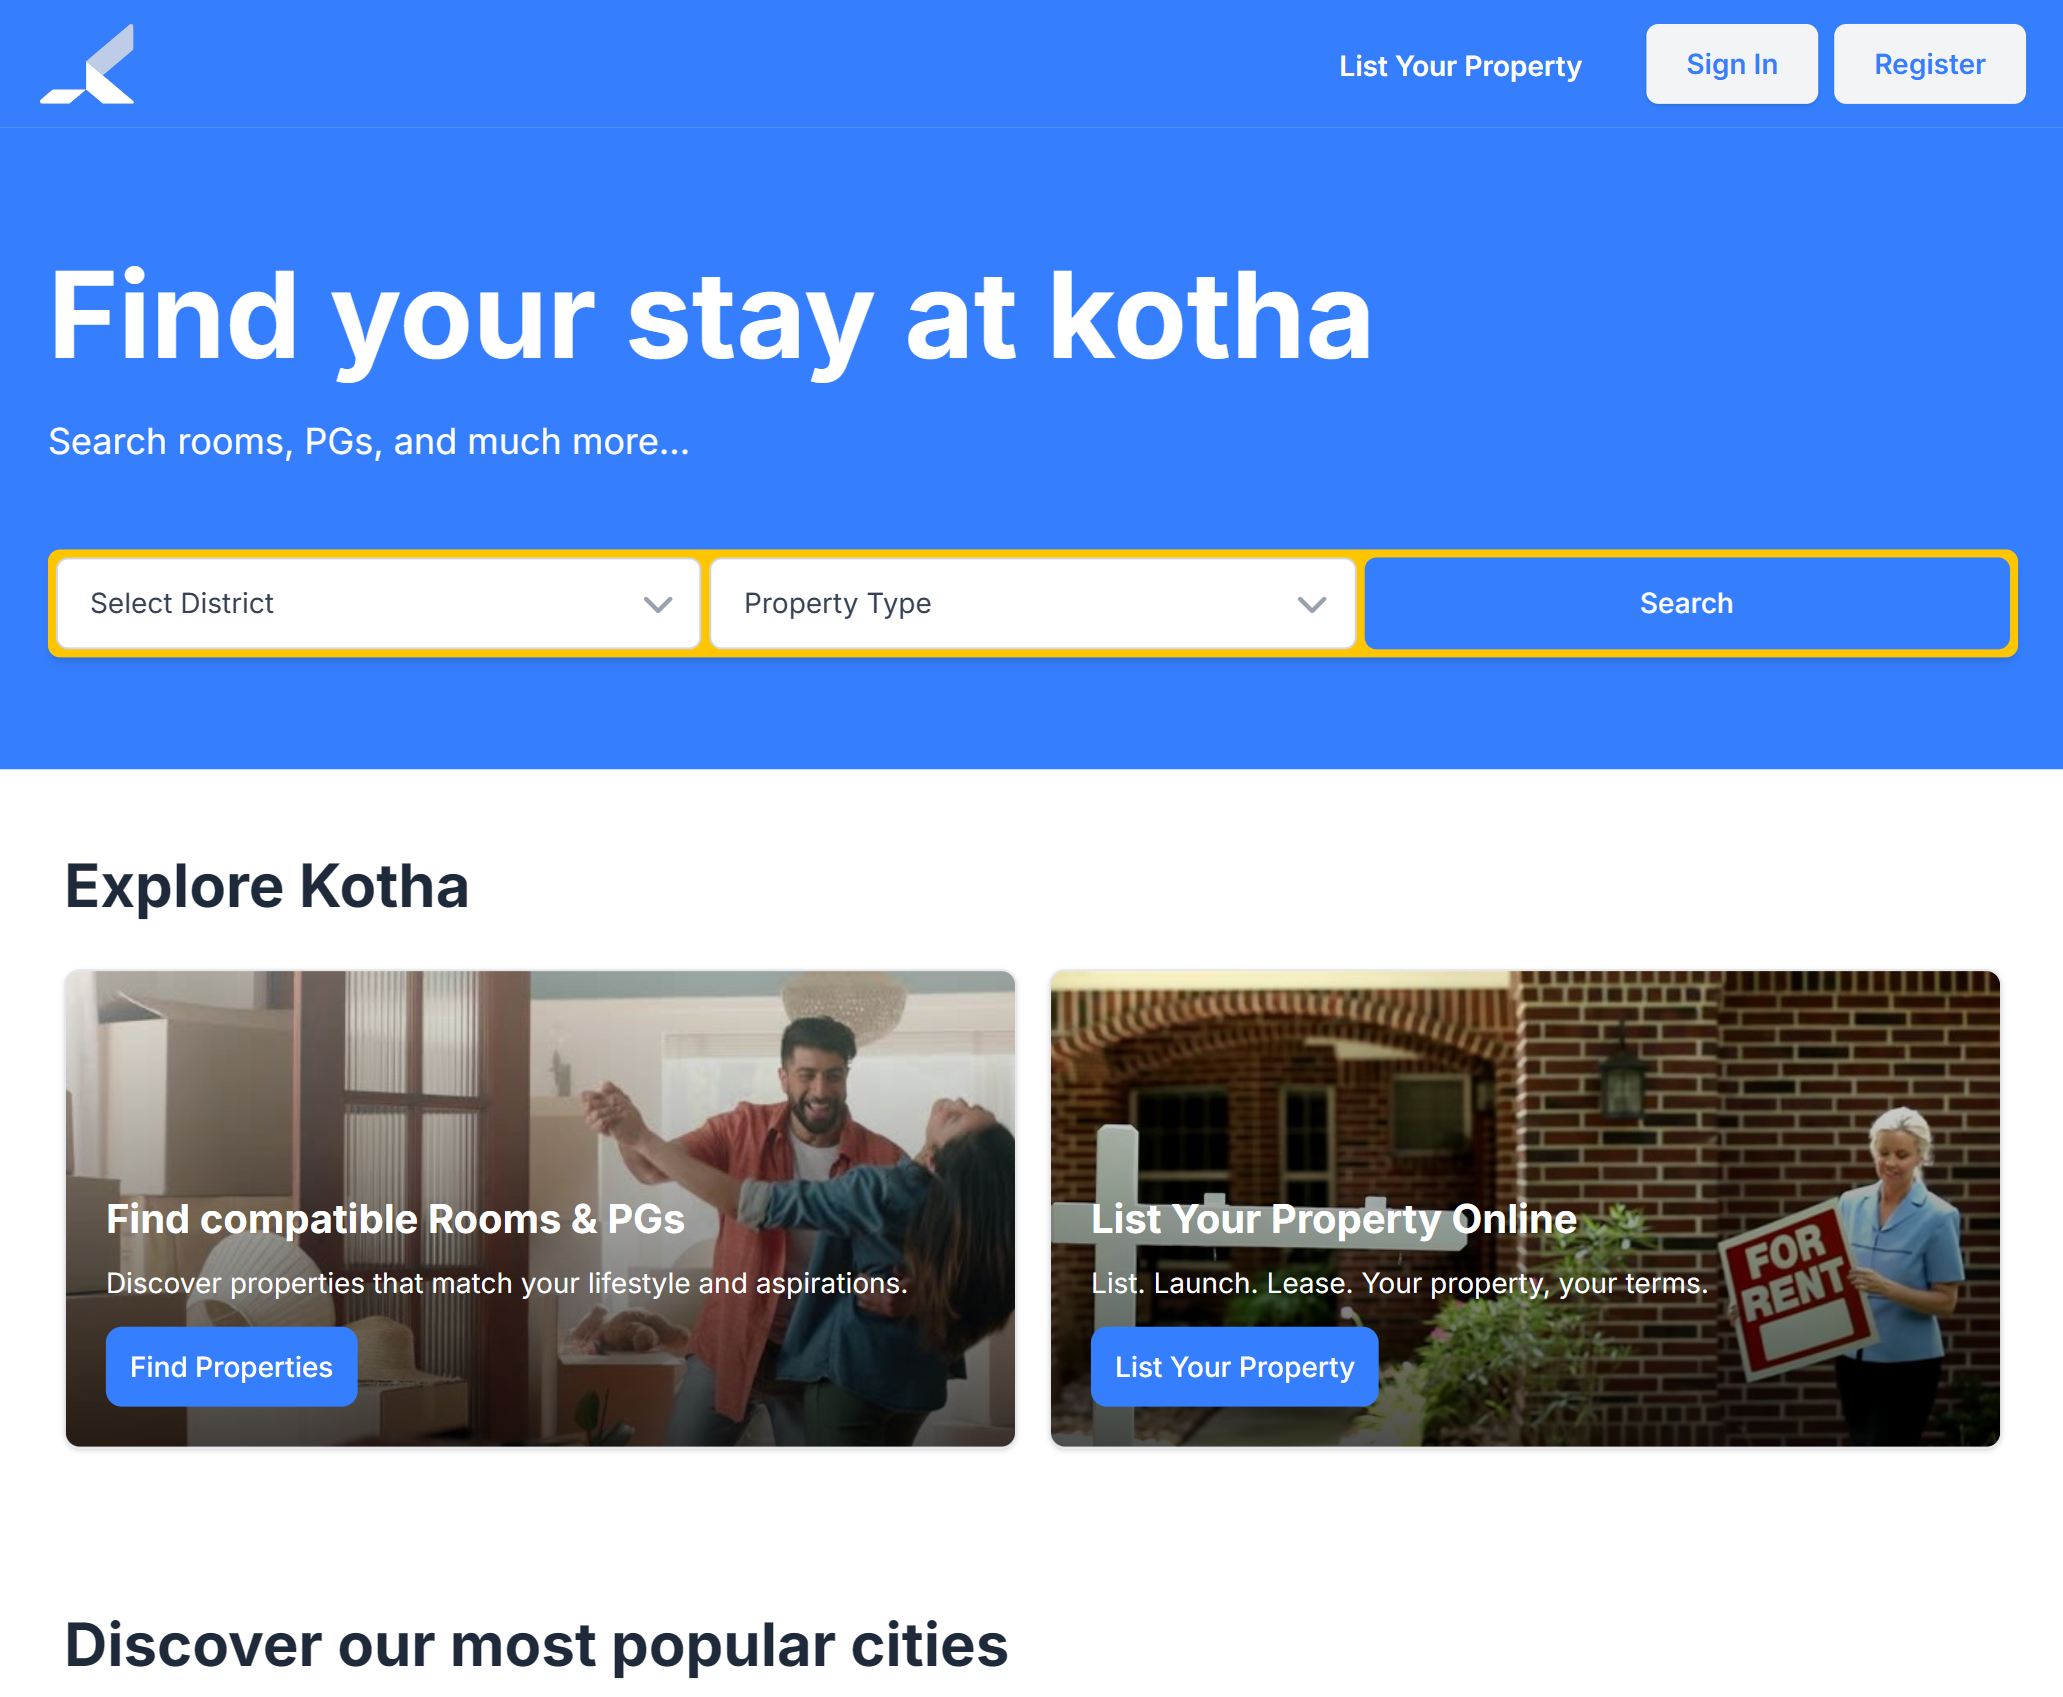 List Your Property
Sign In
Register
Find your stay at kotha
Search rooms, PGs, and much more...
Select District
Property Type
Search
Explore Kotha
Find compatible Rooms & PGs
Discover properties that match your lifestyle and aspirations.
Find Properties
List Your Property Online
List. Launch. Lease. Your property, your terms.
List Your Property
FOR
RENT
Discover our most popular cities